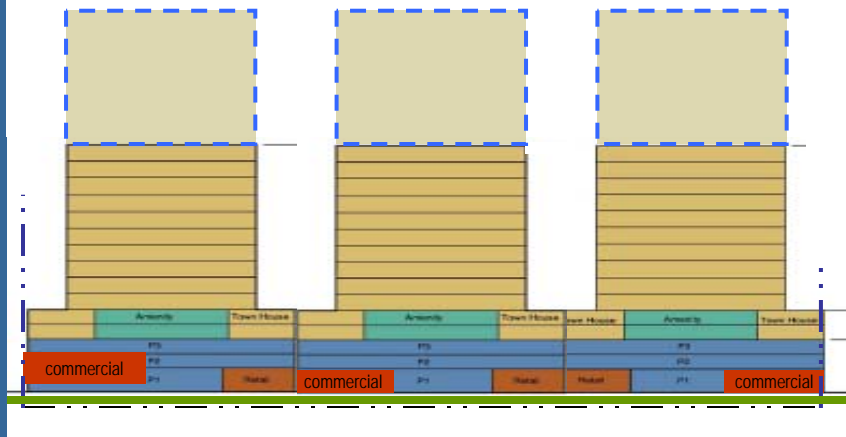 Amenity
Town House
Amenity
Town House
Town House
Amenity
Town House
P3
P3
P3
P2
P2
P2
commercial
P1
Retail
commercial
P1
Retail
Retail
P1
commercial